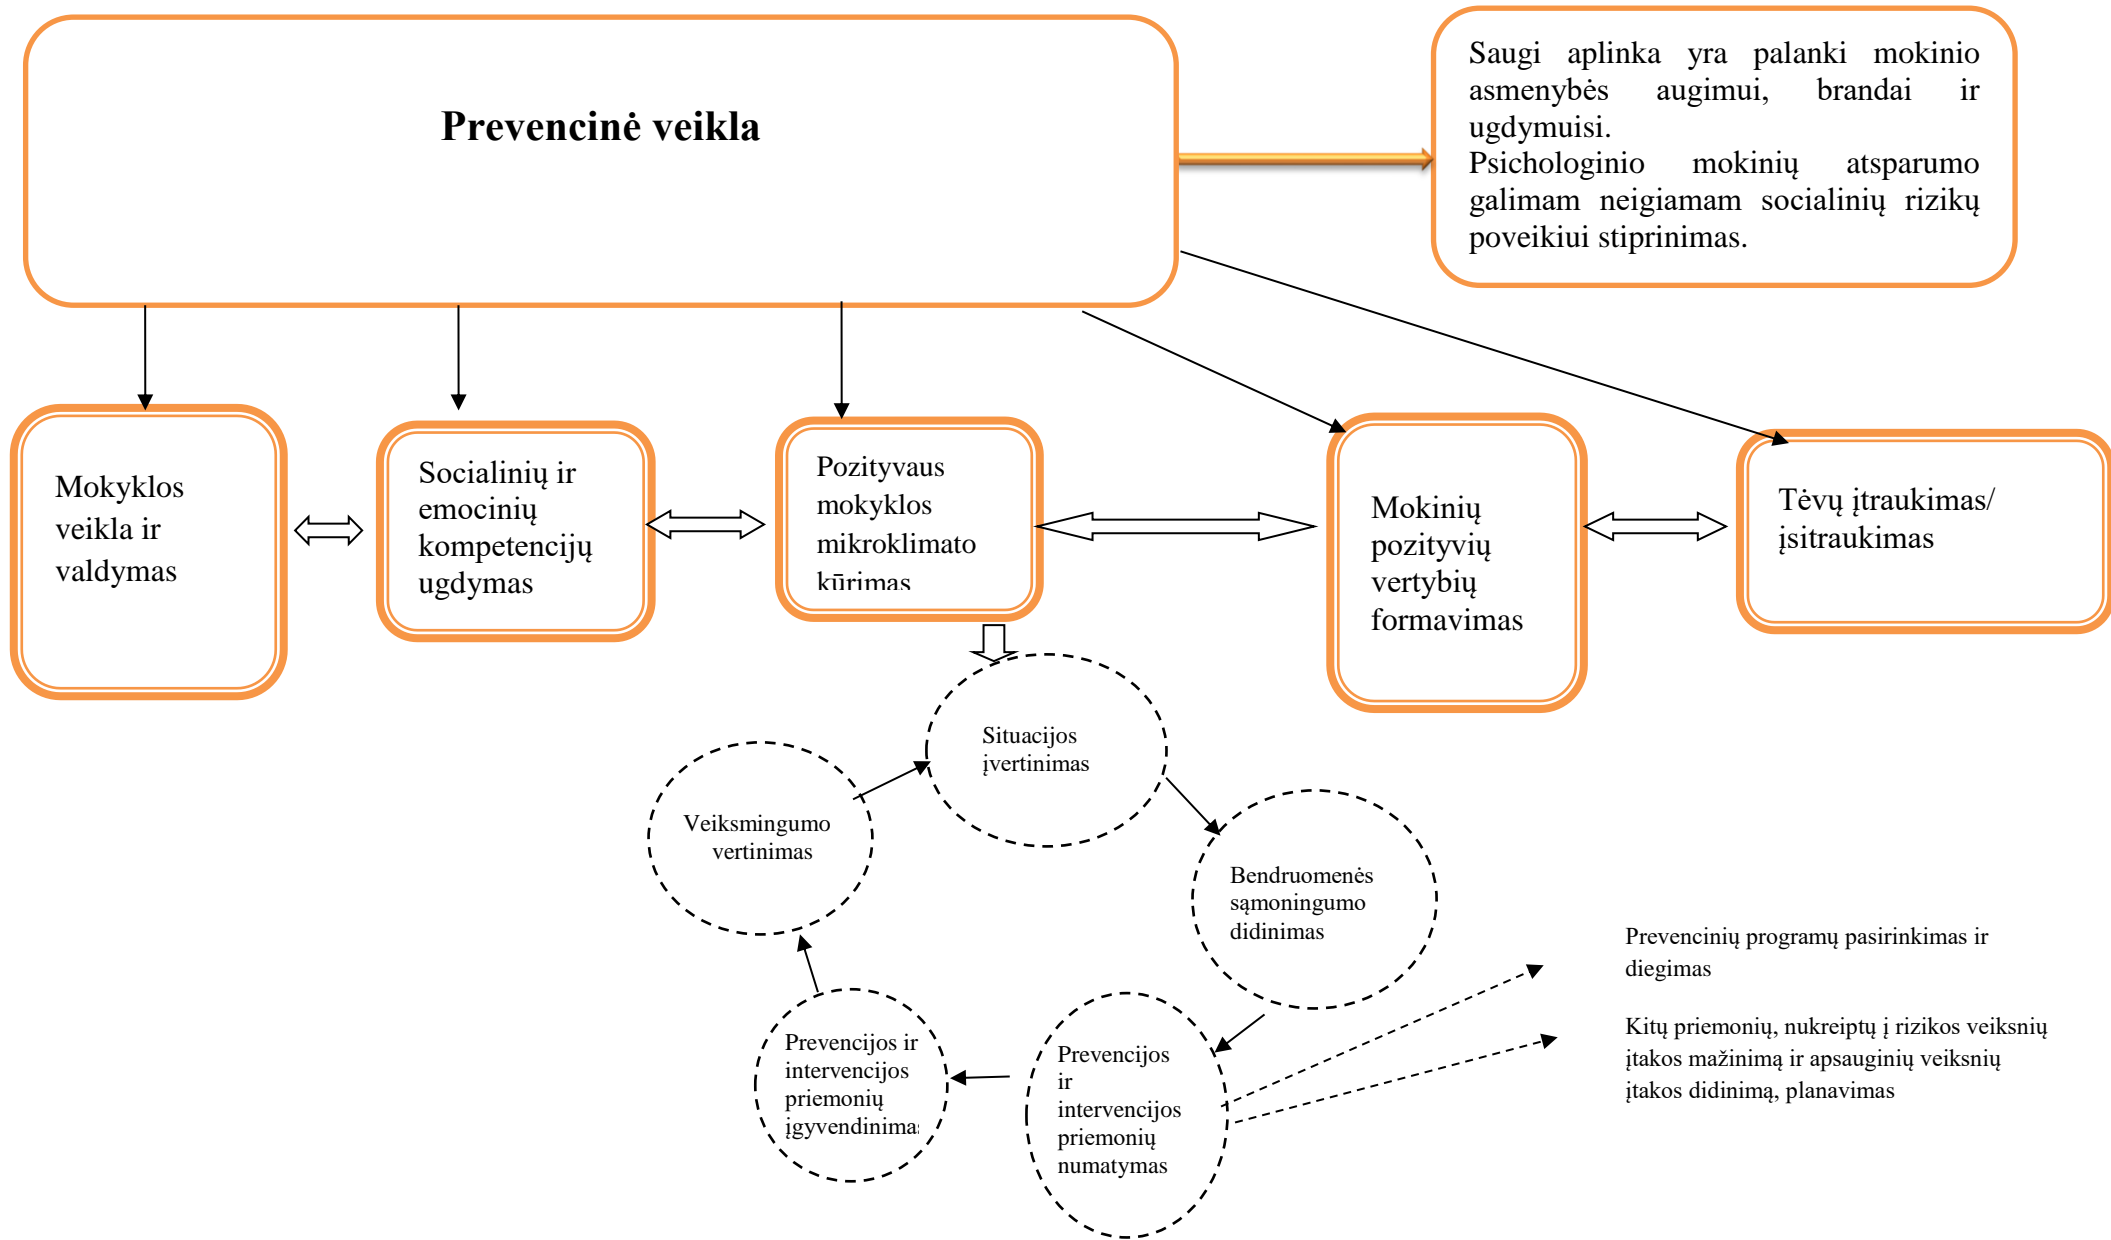 Prevencinė veikla
Saugi aplinka yra palanki mokinio
asmenybės augimui, brandai ir
ugdymuisi.
Psichologinio mokinių atsparumo
galimam neigiamam socialinių rizikų
poveikiui stiprinimas.
Mokyklos
veikla ir
valdymas
Socialinių ir
emocinių
kompetencijų
ugdymas
Pozityvaus
mokyklos
mikroklimato
kūrimas
Mokinių
pozityvių
vertybių
formavimas
Tėvų įtraukimas/
įsitraukimas
Situacijos
įvertinimas
Veiksmingumo
vertinimas
Bendruomenės
sąmoningumo
didinimas
Prevencijos ir
intervencijos
priemonių
įgyvendinimas
Prevencijos
ir
intervencijos
priemonių
numatymas
Prevencinių programų pasirinkimas ir
diegimas
Kitų priemonių, nukreiptų į rizikos veiksnių
įtakos mažinimą ir apsauginių veiksnių
įtakos didinimą, planavimas